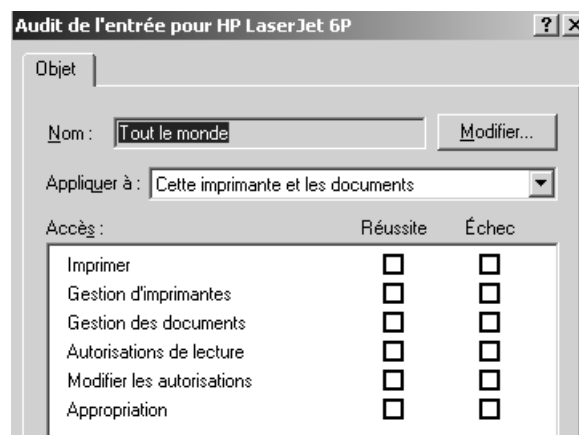 Audit de l'entrée pour HP LaserJet 6P
Objet
Nom : Tout le monde Modifier...
Appliquer à : Cette imprimante et les documents
Accès : Réussite Échec
Imprimer
Gestion d'imprimantes
Gestion des documents
Autorisations de lecture
Modifier les autorisations
Appropriation